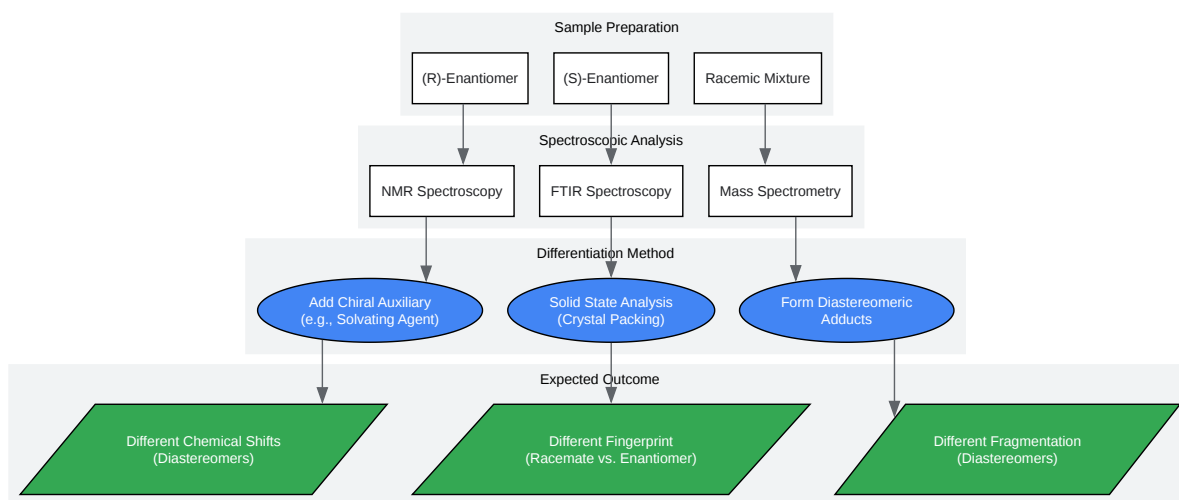 Sample Preparation
(R)-Enantiomer
(S)-Enantiomer
Racemic Mixture
Spectroscopic Analysis
NMR Spectroscopy
FTIR Spectroscopy
Mass Spectrometry
Differentiation Method
Add Chiral Auxiliary
(e.g., Solvating Agent)
Solid State Analysis
(Crystal Packing)
Form Diastereomeric
Adducts
Expected Outcome
Different Chemical Shifts
(Diastereomers)
Different Fingerprint
(Racemate vs. Enantiomer)
Different Fragmentation
(Diastereomers)